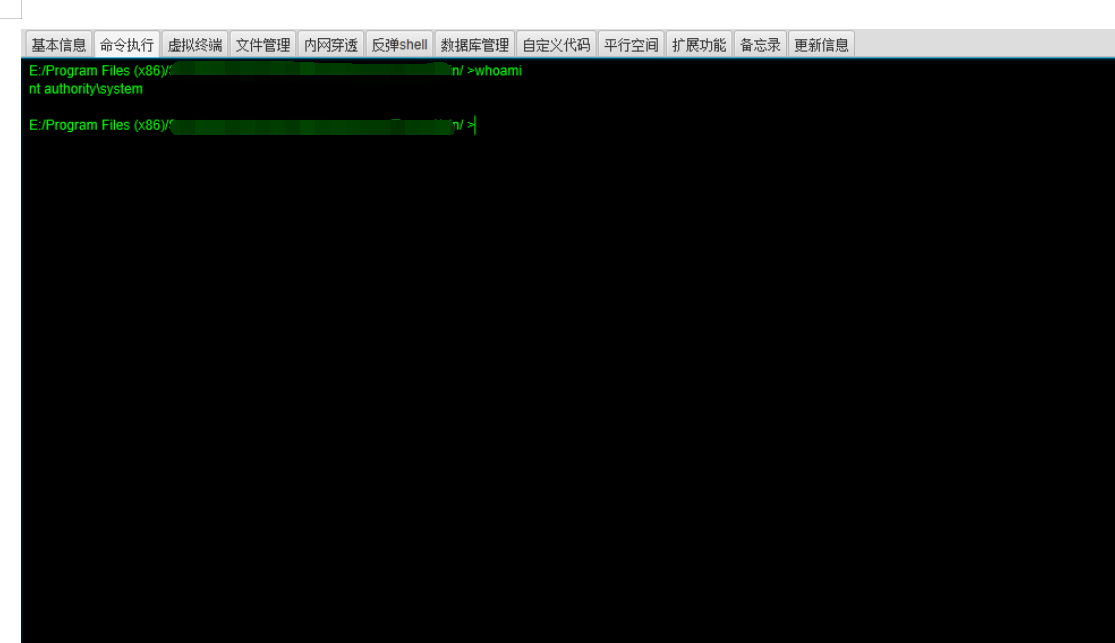 基本信息 命令执行 虚拟终端 文件管理 内网穿透 反弹shell 数据库管理 自定义代码 平行空间 扩展功能 备忘录 更新信息
E:/Program Files (x86)/ n/ >whoami
nt authority\system
E:/Program Files (x86)/ n/ >